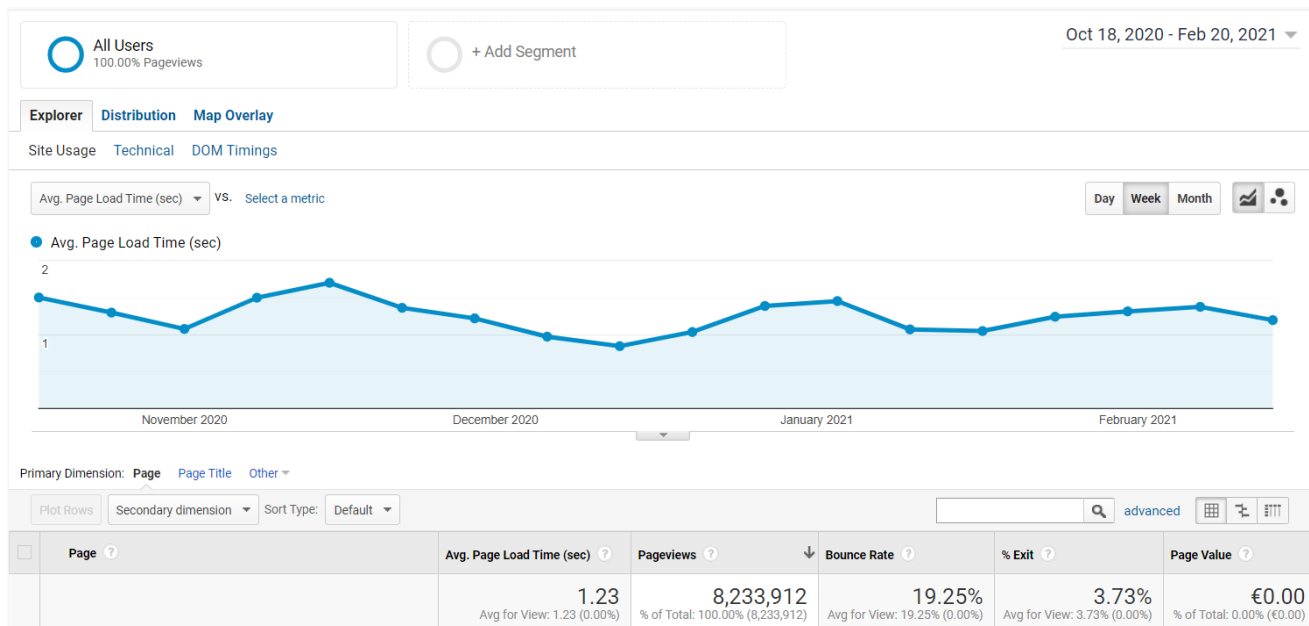 All Users
100.00% Pageviews
+ Add Segment
Oct 18, 2020 - Feb 20, 2021
Explorer Distribution Map Overlay
Site Usage Technical DOM Timings
Avg. Page Load Time (sec) VS. Select a metric
Day Week Month
Avg. Page Load Time (sec)
2
1
November 2020 December 2020 January 2021 February 2021
Primary Dimension: Page Page Title Other
Plot Rows Secondary dimension Sort Type: Default advanced
Page ? Avg. Page Load Time (sec) ? Pageviews ? Bounce Rate ? % Exit ? Page Value ?
1.23 8,233,912 19.25% 3.73% €0.00
Avg for View: 1.23 (0.00%) % of Total: 100.00% (8,233,912) Avg for View: 19.25% (0.00%) Avg for View: 3.73% (0.00%) % of Total: 0.00% (€0.00)